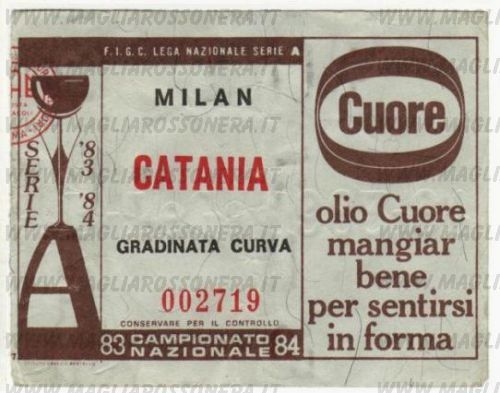 WWW.MAGLIAROSSONERA.IT
F.I.G.C. LEGA NAZIONALE SERIE A
MILAN
CATANIA
GRADINATA CURVA
002719
CONSERVARE PER IL CONTROLLO
83 CAMPIONATO NAZIONALE 84
SERIE
'83 '84
A
Cuore
olio Cuore
mangiar
bene,
per sentirsi
in forma